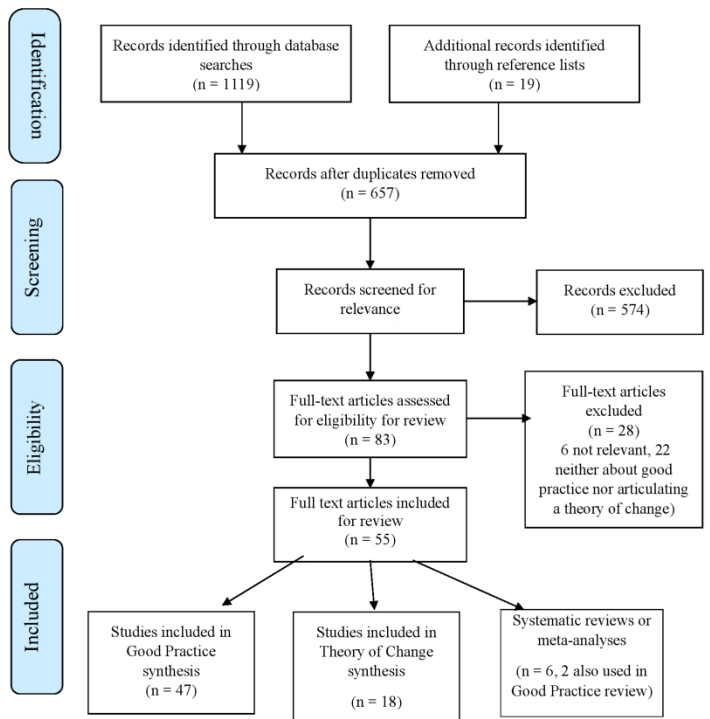 Identification
Records identified through database
searches
(n = 1119)
Additional records identified
through reference lists
(n = 19)
Records after duplicates removed
(n = 657)
Screening
Records screened for
relevance
Records excluded
(n = 574)
Eligibility
Full-text articles assessed
for eligibility for review
(n = 83)
Full-text articles
excluded
(n = 28)
6 not relevant, 22
neither about good
practice nor articulating
a theory of change)
Full text articles included
for review
(n = 55)
Included
Studies included in
Good Practice
synthesis
(n = 47)
Studies included in
Theory of Change
synthesis
(n = 18)
Systematic reviews or
meta-analyses
(n = 6, 2 also used in
Good Practice review)